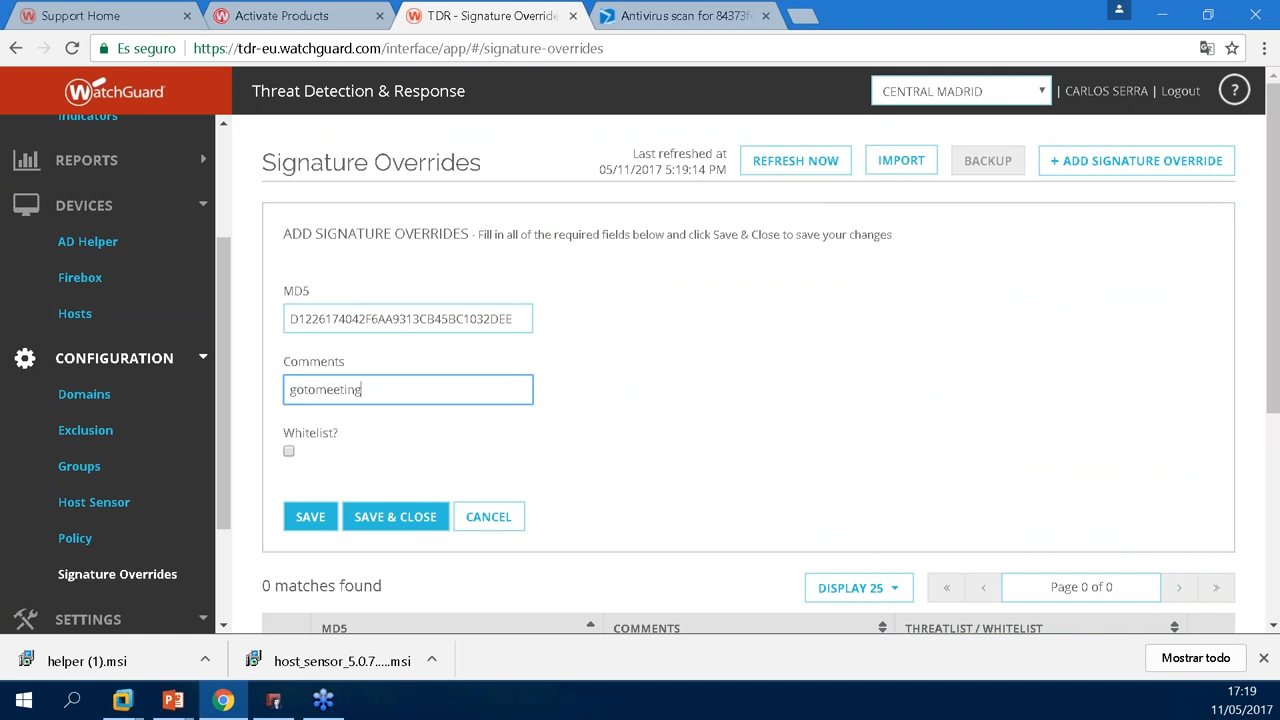 Support Home
Activate Products
TDR - Signature Override
Antivirus scan for 84373f
Es seguro
https://tdr-eu.watchguard.com/interface/app/#/signature-overrides
WatchGuard
Threat Detection & Response
CENTRAL MADRID
| CARLOS SERRA | Logout
?
Indicators
REPORTS
DEVICES
AD Helper
Firebox
Hosts
CONFIGURATION
Domains
Exclusion
Groups
Host Sensor
Policy
Signature Overrides
SETTINGS
Signature Overrides
Last refreshed at
05/11/2017 5:19:14 PM
REFRESH NOW
IMPORT
BACKUP
+ ADD SIGNATURE OVERRIDE
ADD SIGNATURE OVERRIDES - Fill in all of the required fields below and click Save & Close to save your changes
MD5
D1226174042F6AA9313CB45BC1032DEE
Comments
gotomeeting
Whitelist?
SAVE
SAVE & CLOSE
CANCEL
0 matches found
DISPLAY 25
« ‹ Page 0 of 0 › »
MD5
COMMENTS
THREATLIST / WHITELIST
helper (1).msi
host_sensor_5.0.7.....msi
Mostrar todo
17:19
11/05/2017